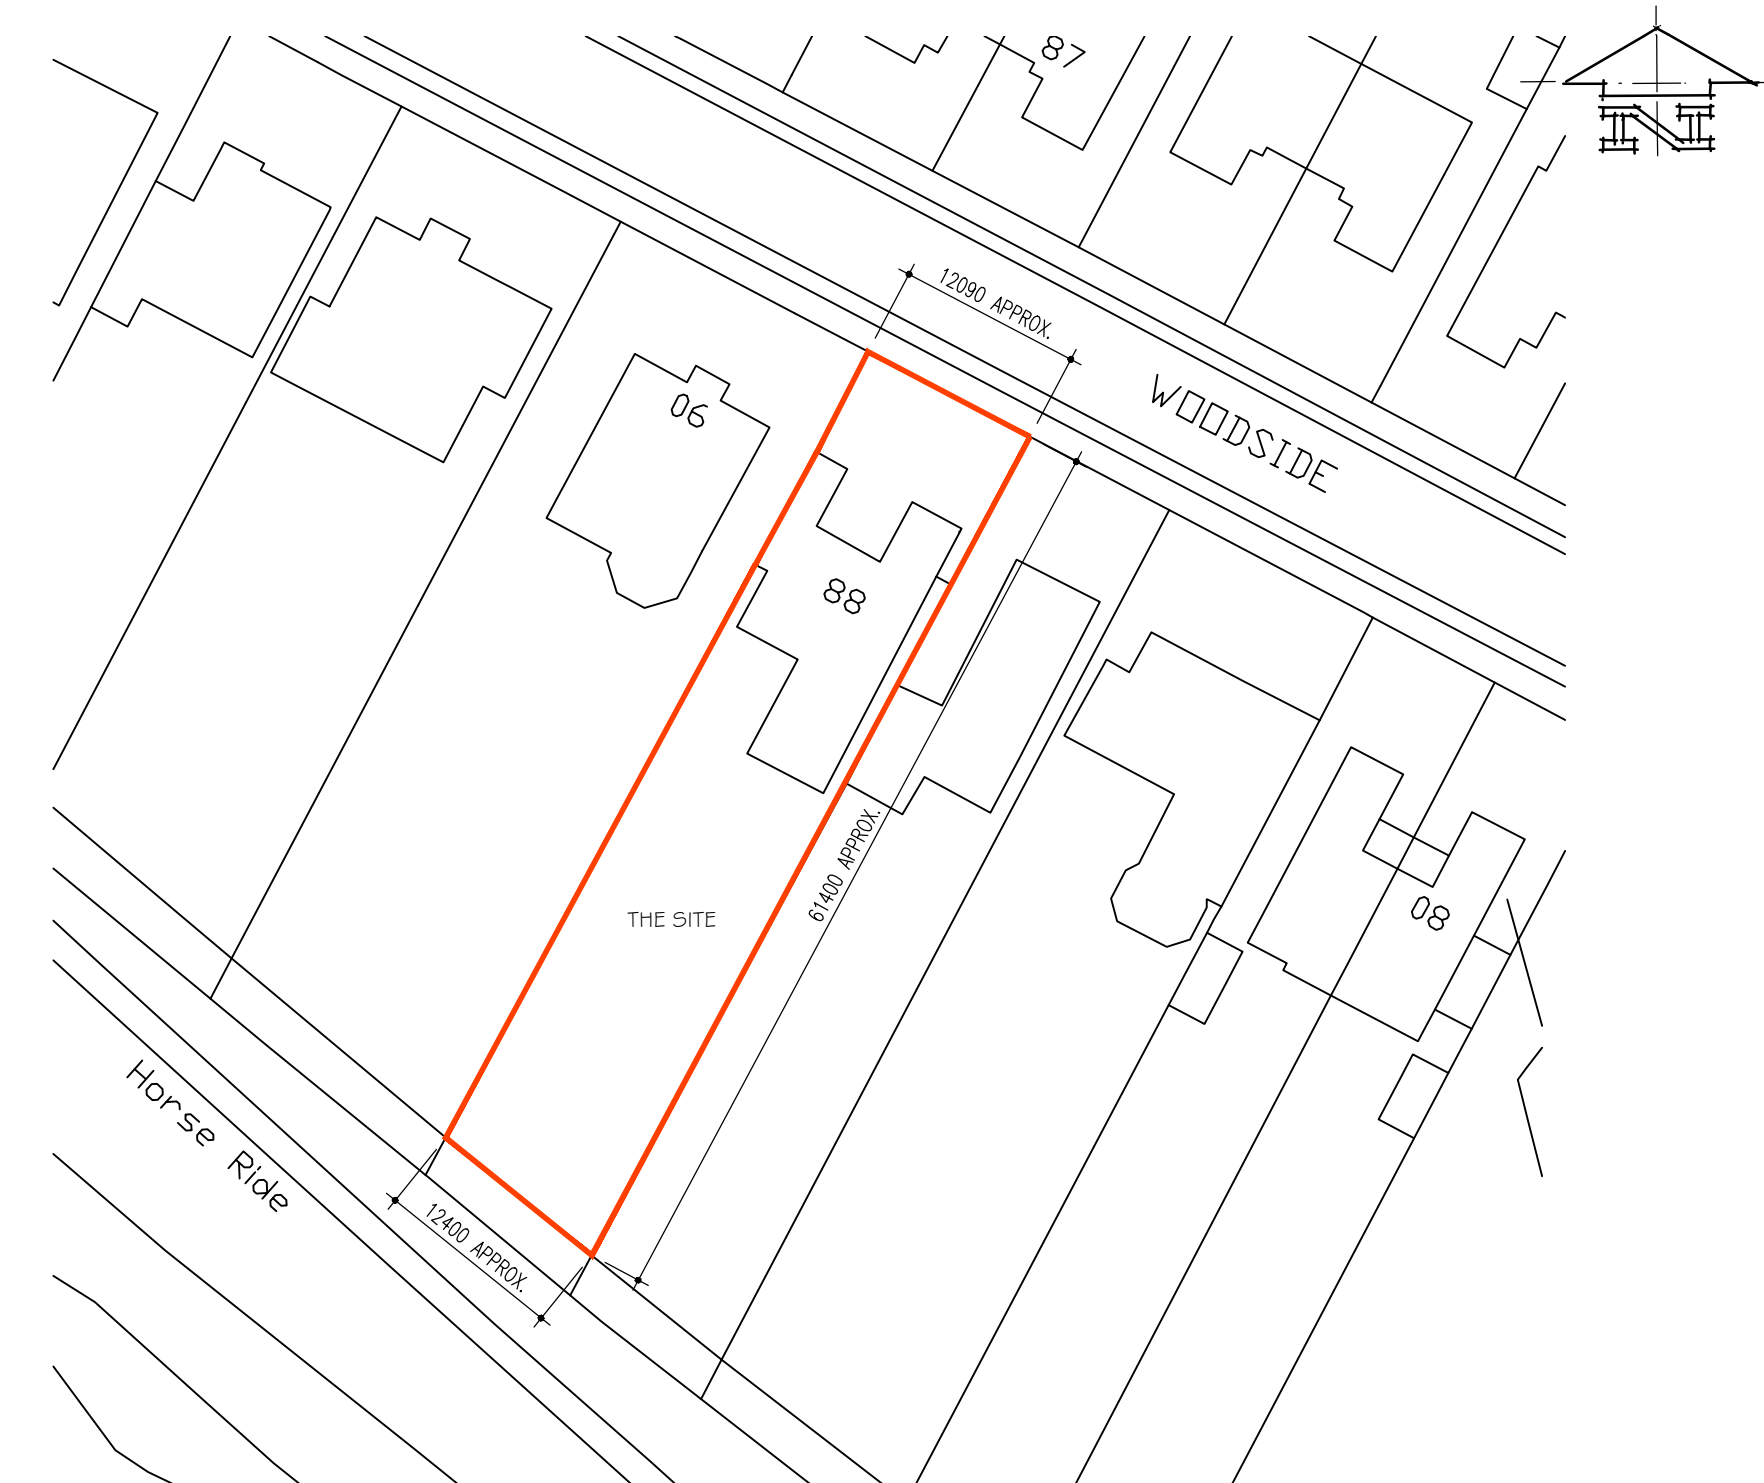 87
N
12090 APPROX.
WOODSIDE
06
88
61400 APPROX.
THE SITE
08
Horse Ride
12400 APPROX.